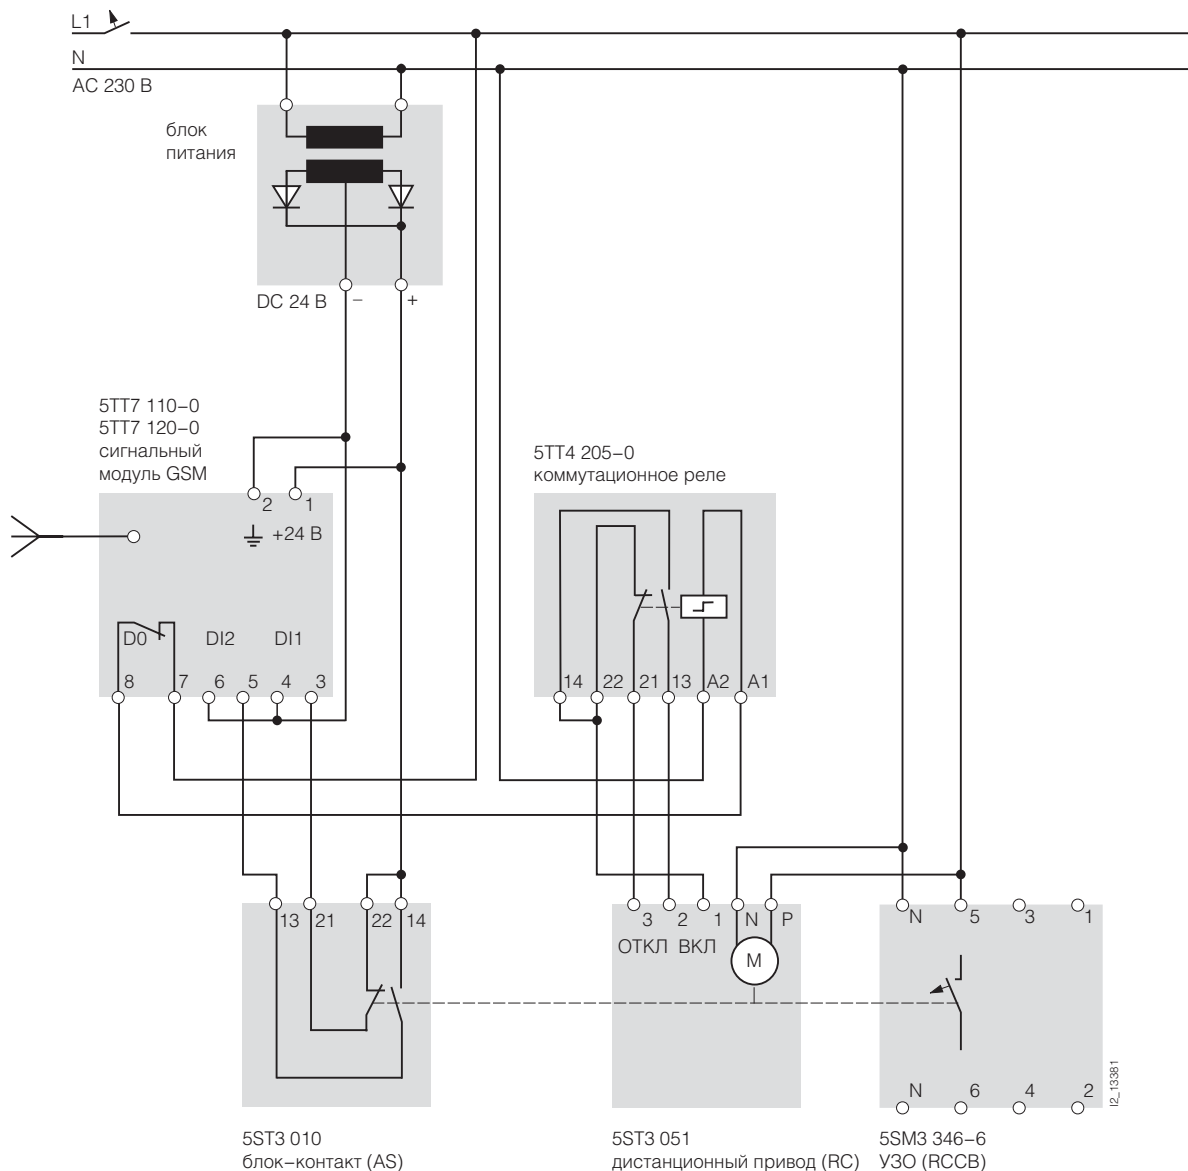 L1
N
AC 230 В
блок
питания
DC 24 В − +
5TT7 110−0
5TT7 120−0
сигнальный
модуль GSM
2 1
+24 В
D0 DI2 DI1
8 7 6 5 4 3
5TT4 205−0
коммутационное реле
14 22 21 13 A2 A1
13 21 22 14
3 2 1 N P
ОТКЛ ВКЛ
M
N 5 3 1
N 6 4 2
I2_13381
5ST3 010
блок−контакт (AS)
5ST3 051
дистанционный привод (RC)
5SM3 346−6
УЗО (RCCB)